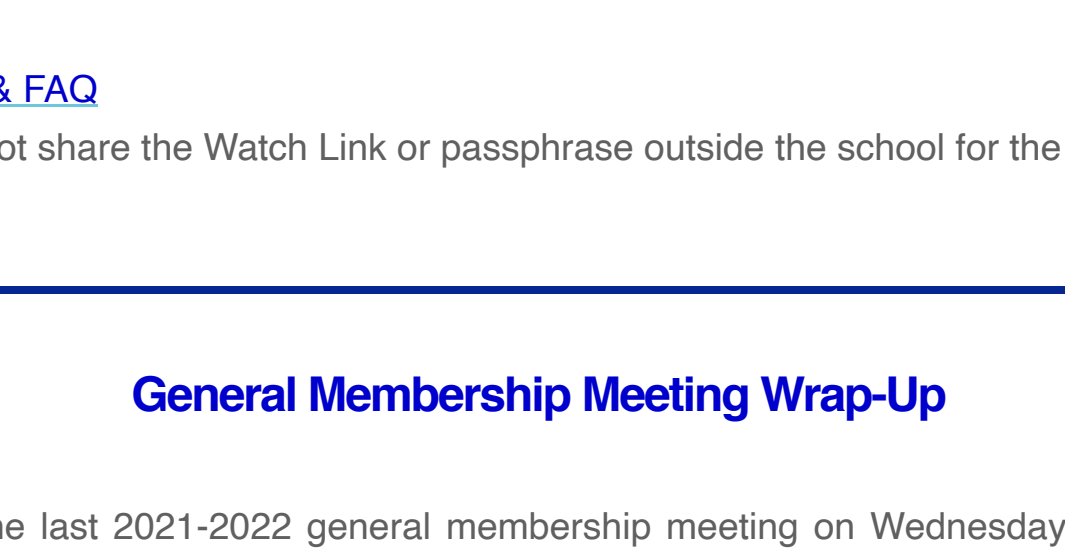 & FAQ
ot share the Watch Link or passphrase outside the school for the
General Membership Meeting Wrap-Up
he last 2021-2022 general membership meeting on Wednesday